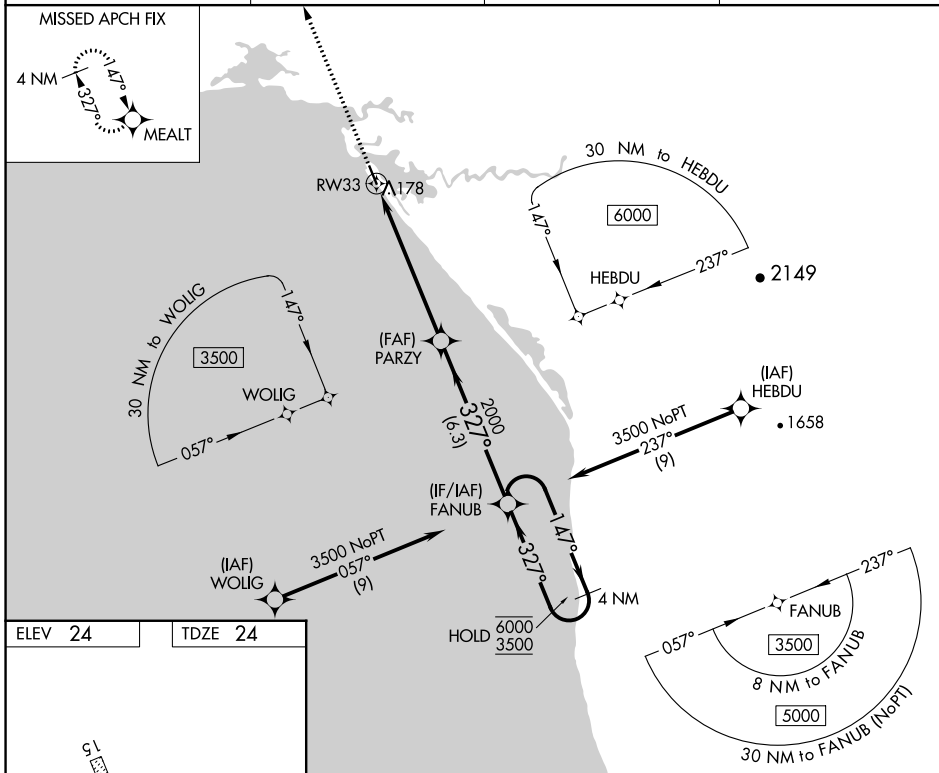 MISSED APCH FIX
4 NM
147°
327°
MEALT
RW33
178
30 NM to HEBDU
147°
6000
HEBDU
237°
2149
30 NM to WOLIG
147°
3500
WOLIG
057°
(FAF)
PARZY
2000
327°
(6.3)
(IAF)
HEBDU
1658
3500 NoPT
237°
(9)
(IF/IAF)
FANUB
147°
327°
4 NM
HOLD
6000
3500
3500 NoPT
057°
(9)
(IAF)
WOLIG
237°
FANUB
057°
3500
8 NM to FANUB
5000
30 NM to FANUB (NoPT)
ELEV 24
TDZE 24
15